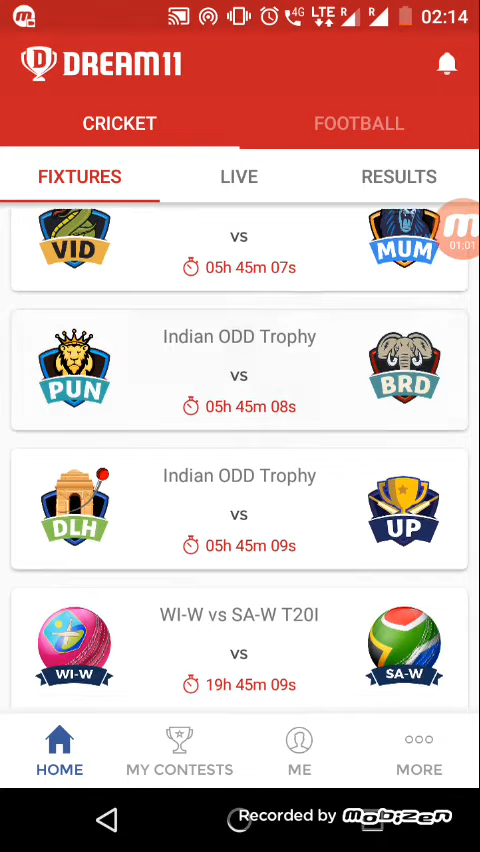 4G LTE R R 02:14
D DREAM11
CRICKET FOOTBALL
FIXTURES LIVE RESULTS
VID vs MUM
05h 45m 07s
01:01
Indian ODD Trophy
PUN vs BRD
05h 45m 08s
Indian ODD Trophy
DLH vs UP
05h 45m 09s
WI-W vs SA-W T20I
WI-W vs SA-W
19h 45m 09s
HOME MY CONTESTS ME MORE
Recorded by MOBIZEN